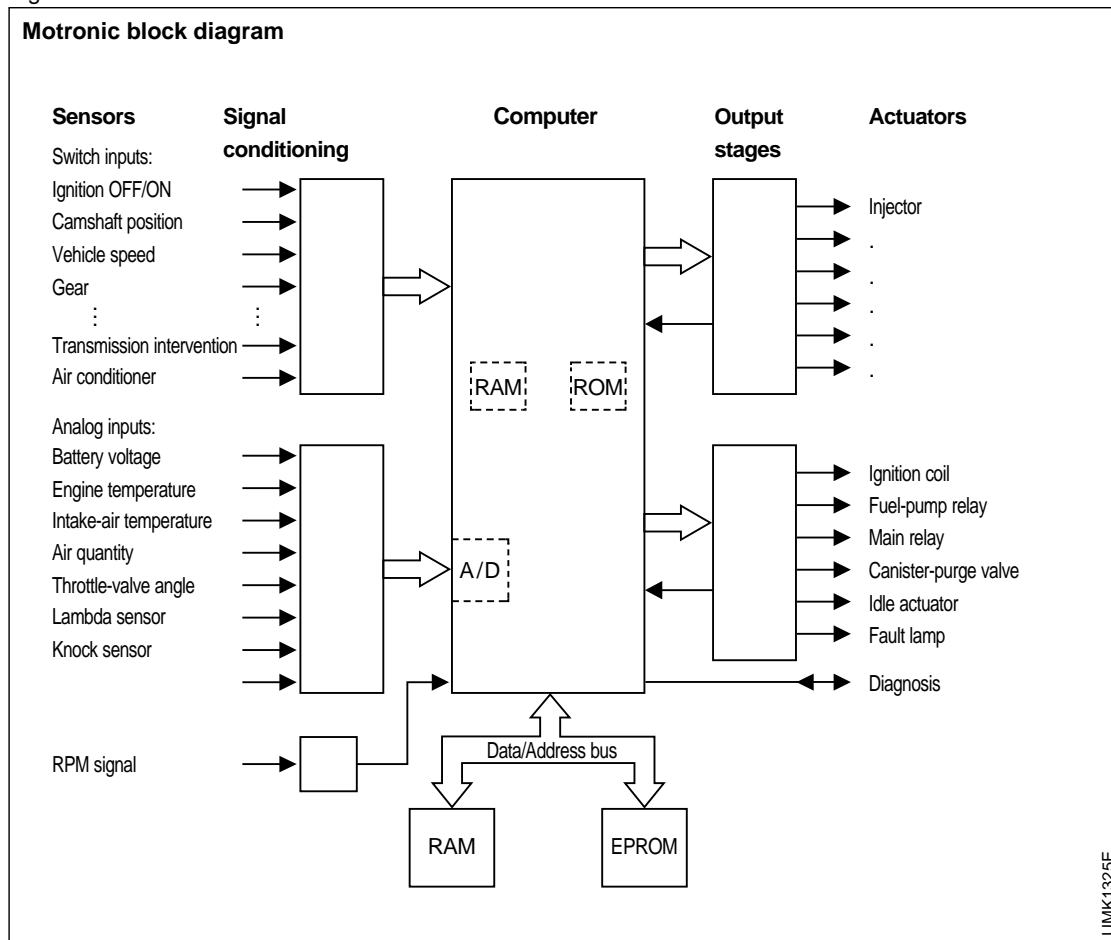 Motronic block diagram
Sensors
Signal
conditioning
Computer
Output
stages
Actuators
Switch inputs:
Ignition OFF/ON
Camshaft position
Vehicle speed
Gear
⋮ ⋮
Transmission intervention
Air conditioner
Analog inputs:
Battery voltage
Engine temperature
Intake-air temperature
Air quantity
Throttle-valve angle
Lambda sensor
Knock sensor
RPM signal
RAM
ROM
A/D
Data/Address bus
RAM
EPROM
Injector
.
.
.
.
.
Ignition coil
Fuel-pump relay
Main relay
Canister-purge valve
Idle actuator
Fault lamp
Diagnosis
UMK1325E